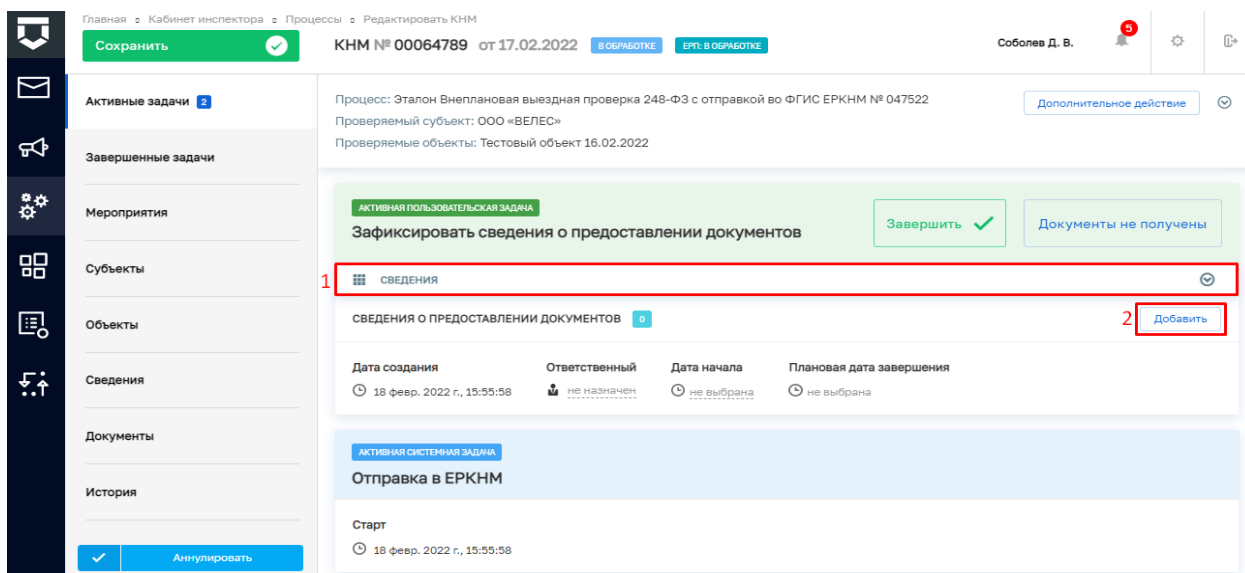 Главная Кабинет инспектора Процессы Редактировать КНМ
Сохранить
КНМ № 00064789 от 17.02.2022 В ОБРАБОТКЕ ЕРП: В ОБРАБОТКЕ
Соболев Д. В.
5
Активные задачи 2
Завершенные задачи
Мероприятия
Субъекты
Объекты
Сведения
Документы
История
Аннулировать
Процесс: Эталон Внеплановая выездная проверка 248-ФЗ с отправкой во ФГИС ЕРКНМ № 047522
Дополнительное действие
Проверяемый субъект: ООО «ВЕЛЕС»
Проверяемые объекты: Тестовый объект 16.02.2022
АКТИВНАЯ ПОЛЬЗОВАТЕЛЬСКАЯ ЗАДАЧА
Зафиксировать сведения о предоставлении документов
Завершить
Документы не получены
1 СВЕДЕНИЯ
СВЕДЕНИЯ О ПРЕДОСТАВЛЕНИИ ДОКУМЕНТОВ 0
2 Добавить
Дата создания Ответственный Дата начала Плановая дата завершения
18 февр. 2022 г., 15:55:58 не назначен не выбрана не выбрана
АКТИВНАЯ СИСТЕМНАЯ ЗАДАЧА
Отправка в ЕРКНМ
Старт
18 февр. 2022 г., 15:55:58